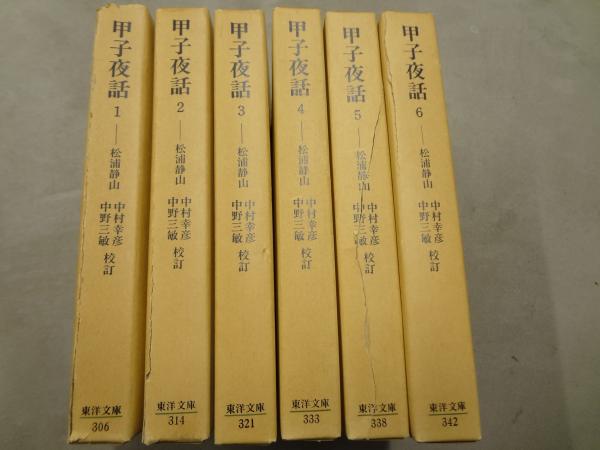 甲子夜話 1 ── 松浦静山 中村幸彦 中野三敏 校訂
東洋文庫
306
甲子夜話 2 ── 松浦静山 中村幸彦 中野三敏 校訂
東洋文庫
314
甲子夜話 3 ── 松浦静山 中村幸彦 中野三敏 校訂
東洋文庫
321
甲子夜話 4 ── 松浦静山 中村幸彦 中野三敏 校訂
東洋文庫
333
甲子夜話 5 ── 松浦静山 中村幸彦 中野三敏 校訂
東洋文庫
338
甲子夜話 6 ── 松浦静山 中村幸彦 中野三敏 校訂
東洋文庫
342